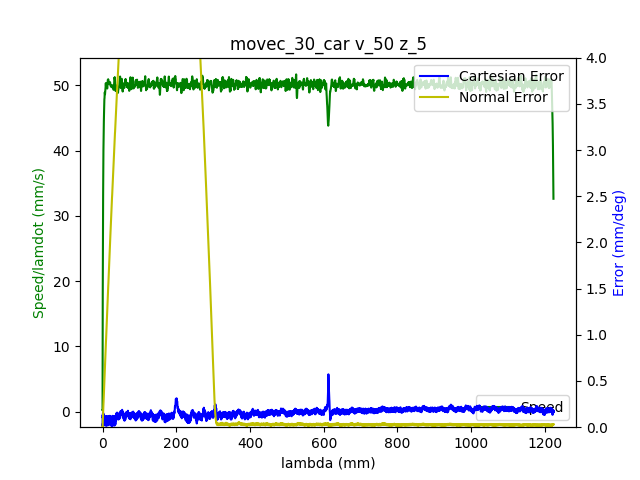 movec_30_car v_50 z_5
Cartesian Error
Normal Error
Speed
Speed/lamdot (mm/s)
50
40
30
20
10
0
4.0
3.5
3.0
2.5
2.0
1.5
1.0
0.5
0.0
Error (mm/deg)
0 200 400 600 800 1000 1200
lambda (mm)